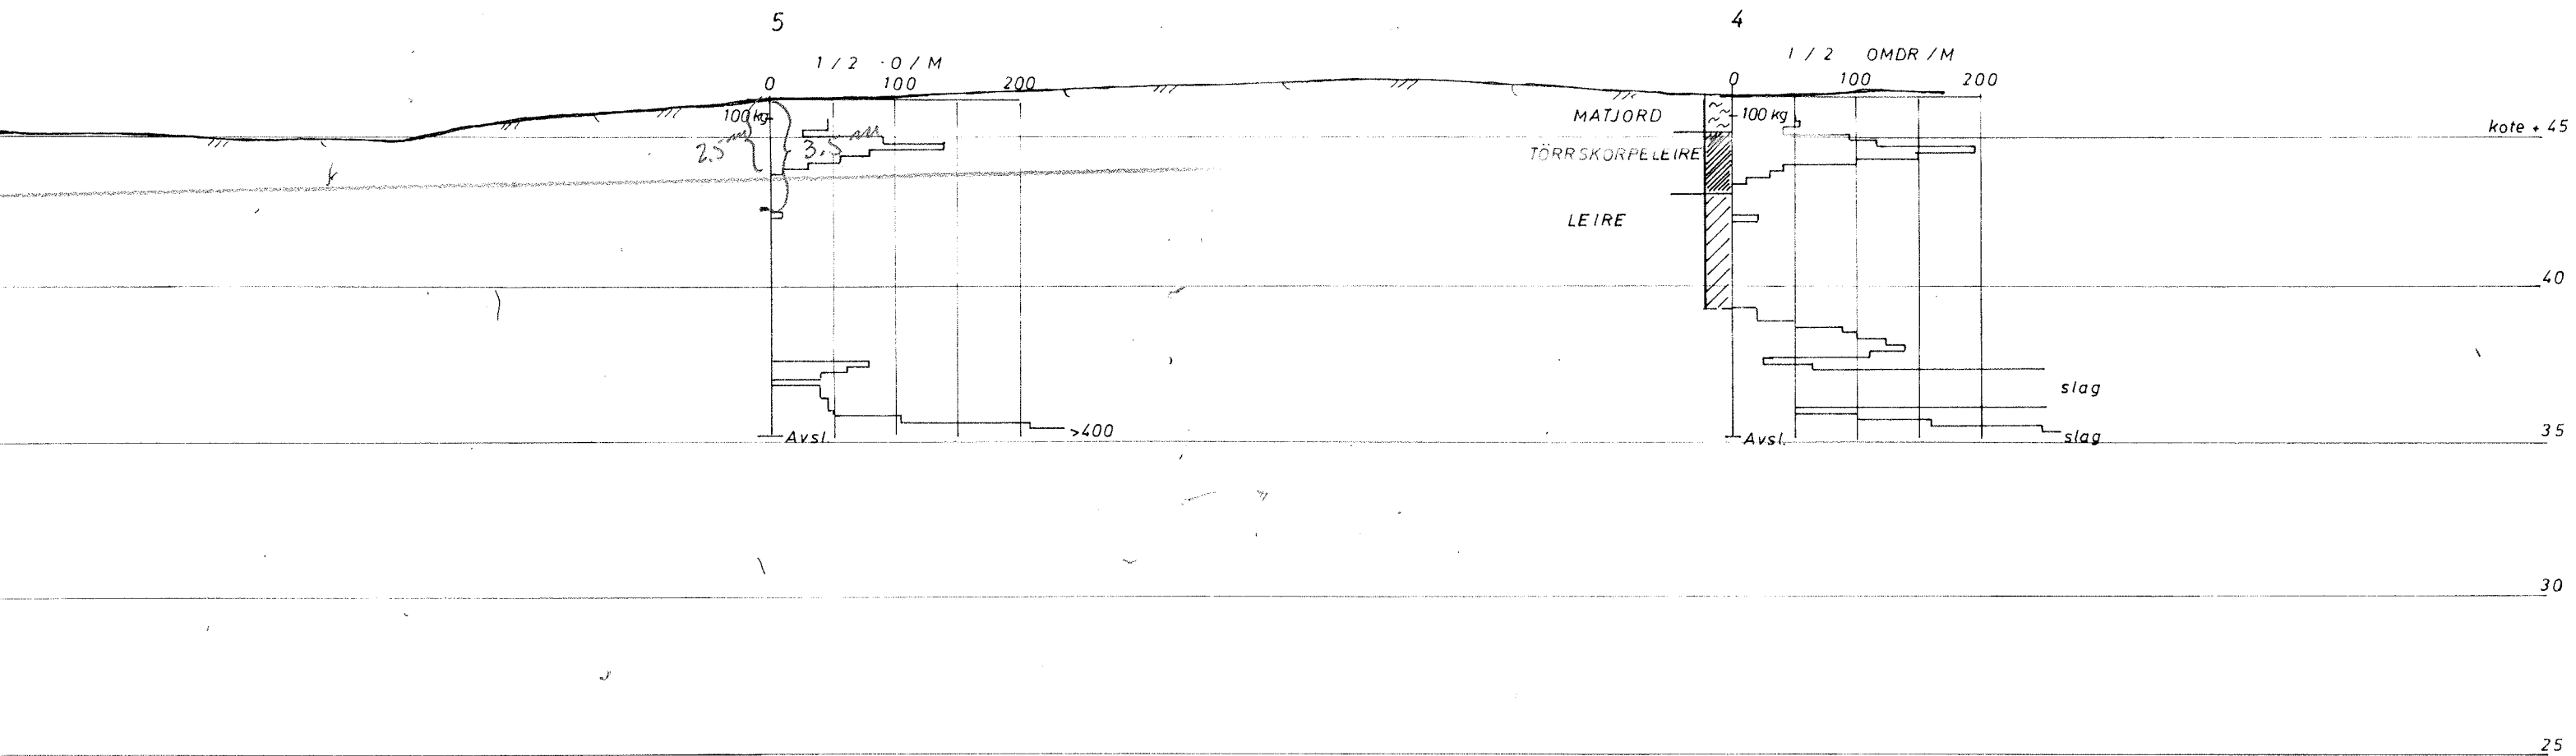 5
4
1 / 2 O / M
1 / 2 OMDR / M
0 100 200
0 100 200
100 kg
MATJORD
100 kg
kote + 45
2.5 m
3.5 m
TÖRRSKORPELEIRE
LEIRE
40
slag
Avsl.
>400
Avsl.
slag
35
30
25